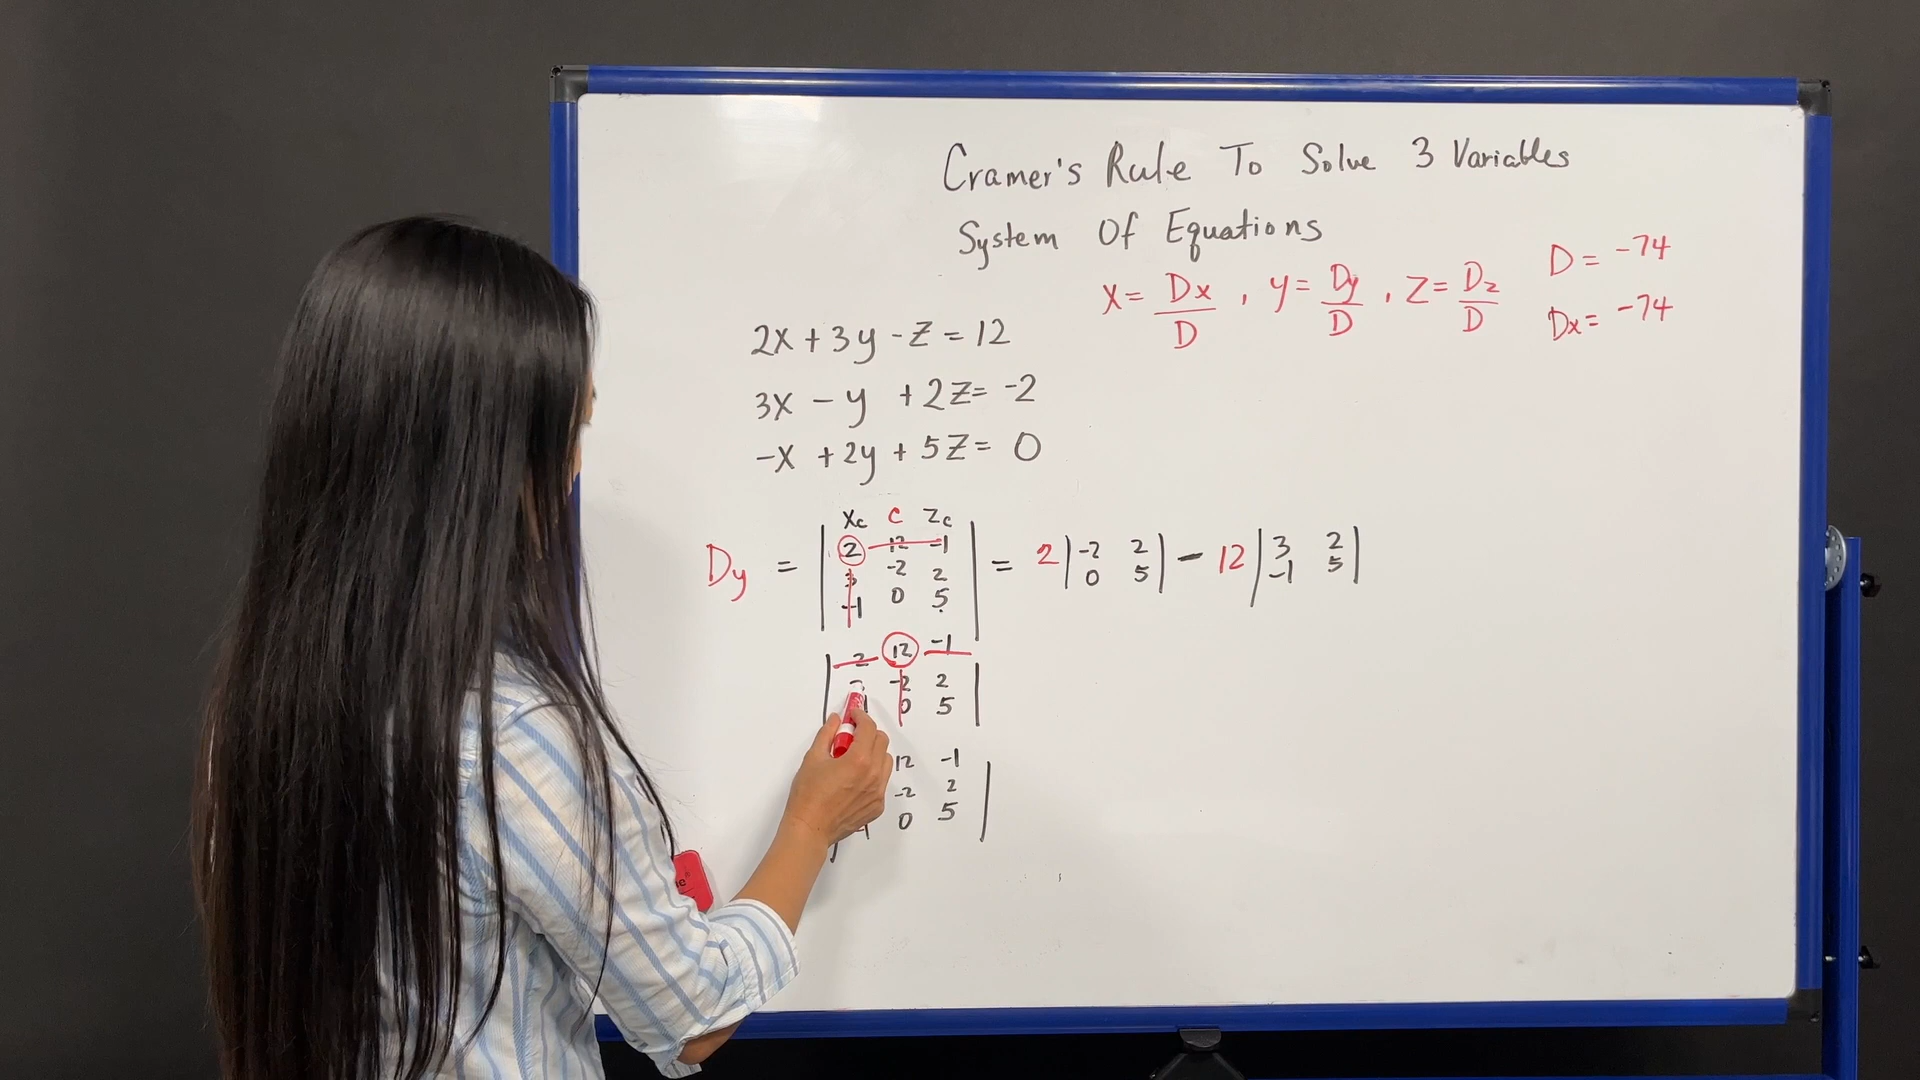 Cramer's Rule To Solve 3 Variables
System Of Equations
x = Dx/D , y = Dy/D , z = Dz/D
D = -74
Dx = -74
2x + 3y - z = 12
3x - y + 2z = -2
-x + 2y + 5z = 0
xc c zc
Dy = | 2 12 -1 | = 2 | -2 2 | - 12 | 3 2 |
3 -2 2 0 5 -1 5
-1 0 5
2 12 -1
-2 2
0 5
12 -1
-2 2
-1 0 5